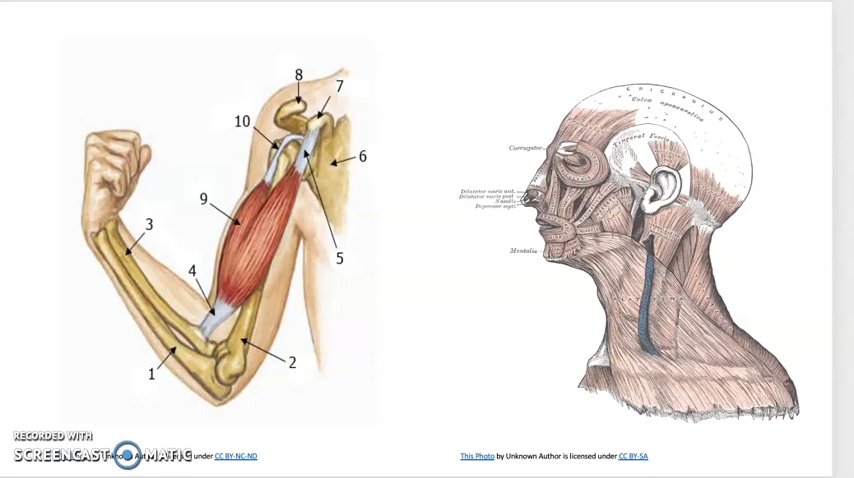 8
7
10
6
9
3
5
4
2
1
EPICRANIUS
Galea aponeurotica
Temporal Fascia
Corrugator
Dilatator naris ant.
Dilatator naris post.
Nasalis
Depressor septi
Mentalis
PLATYSMA
RECORDED WITH
SCREENCAST MATIC
under CC BY-NC-ND
This Photo by Unknown Author is licensed under CC BY-SA